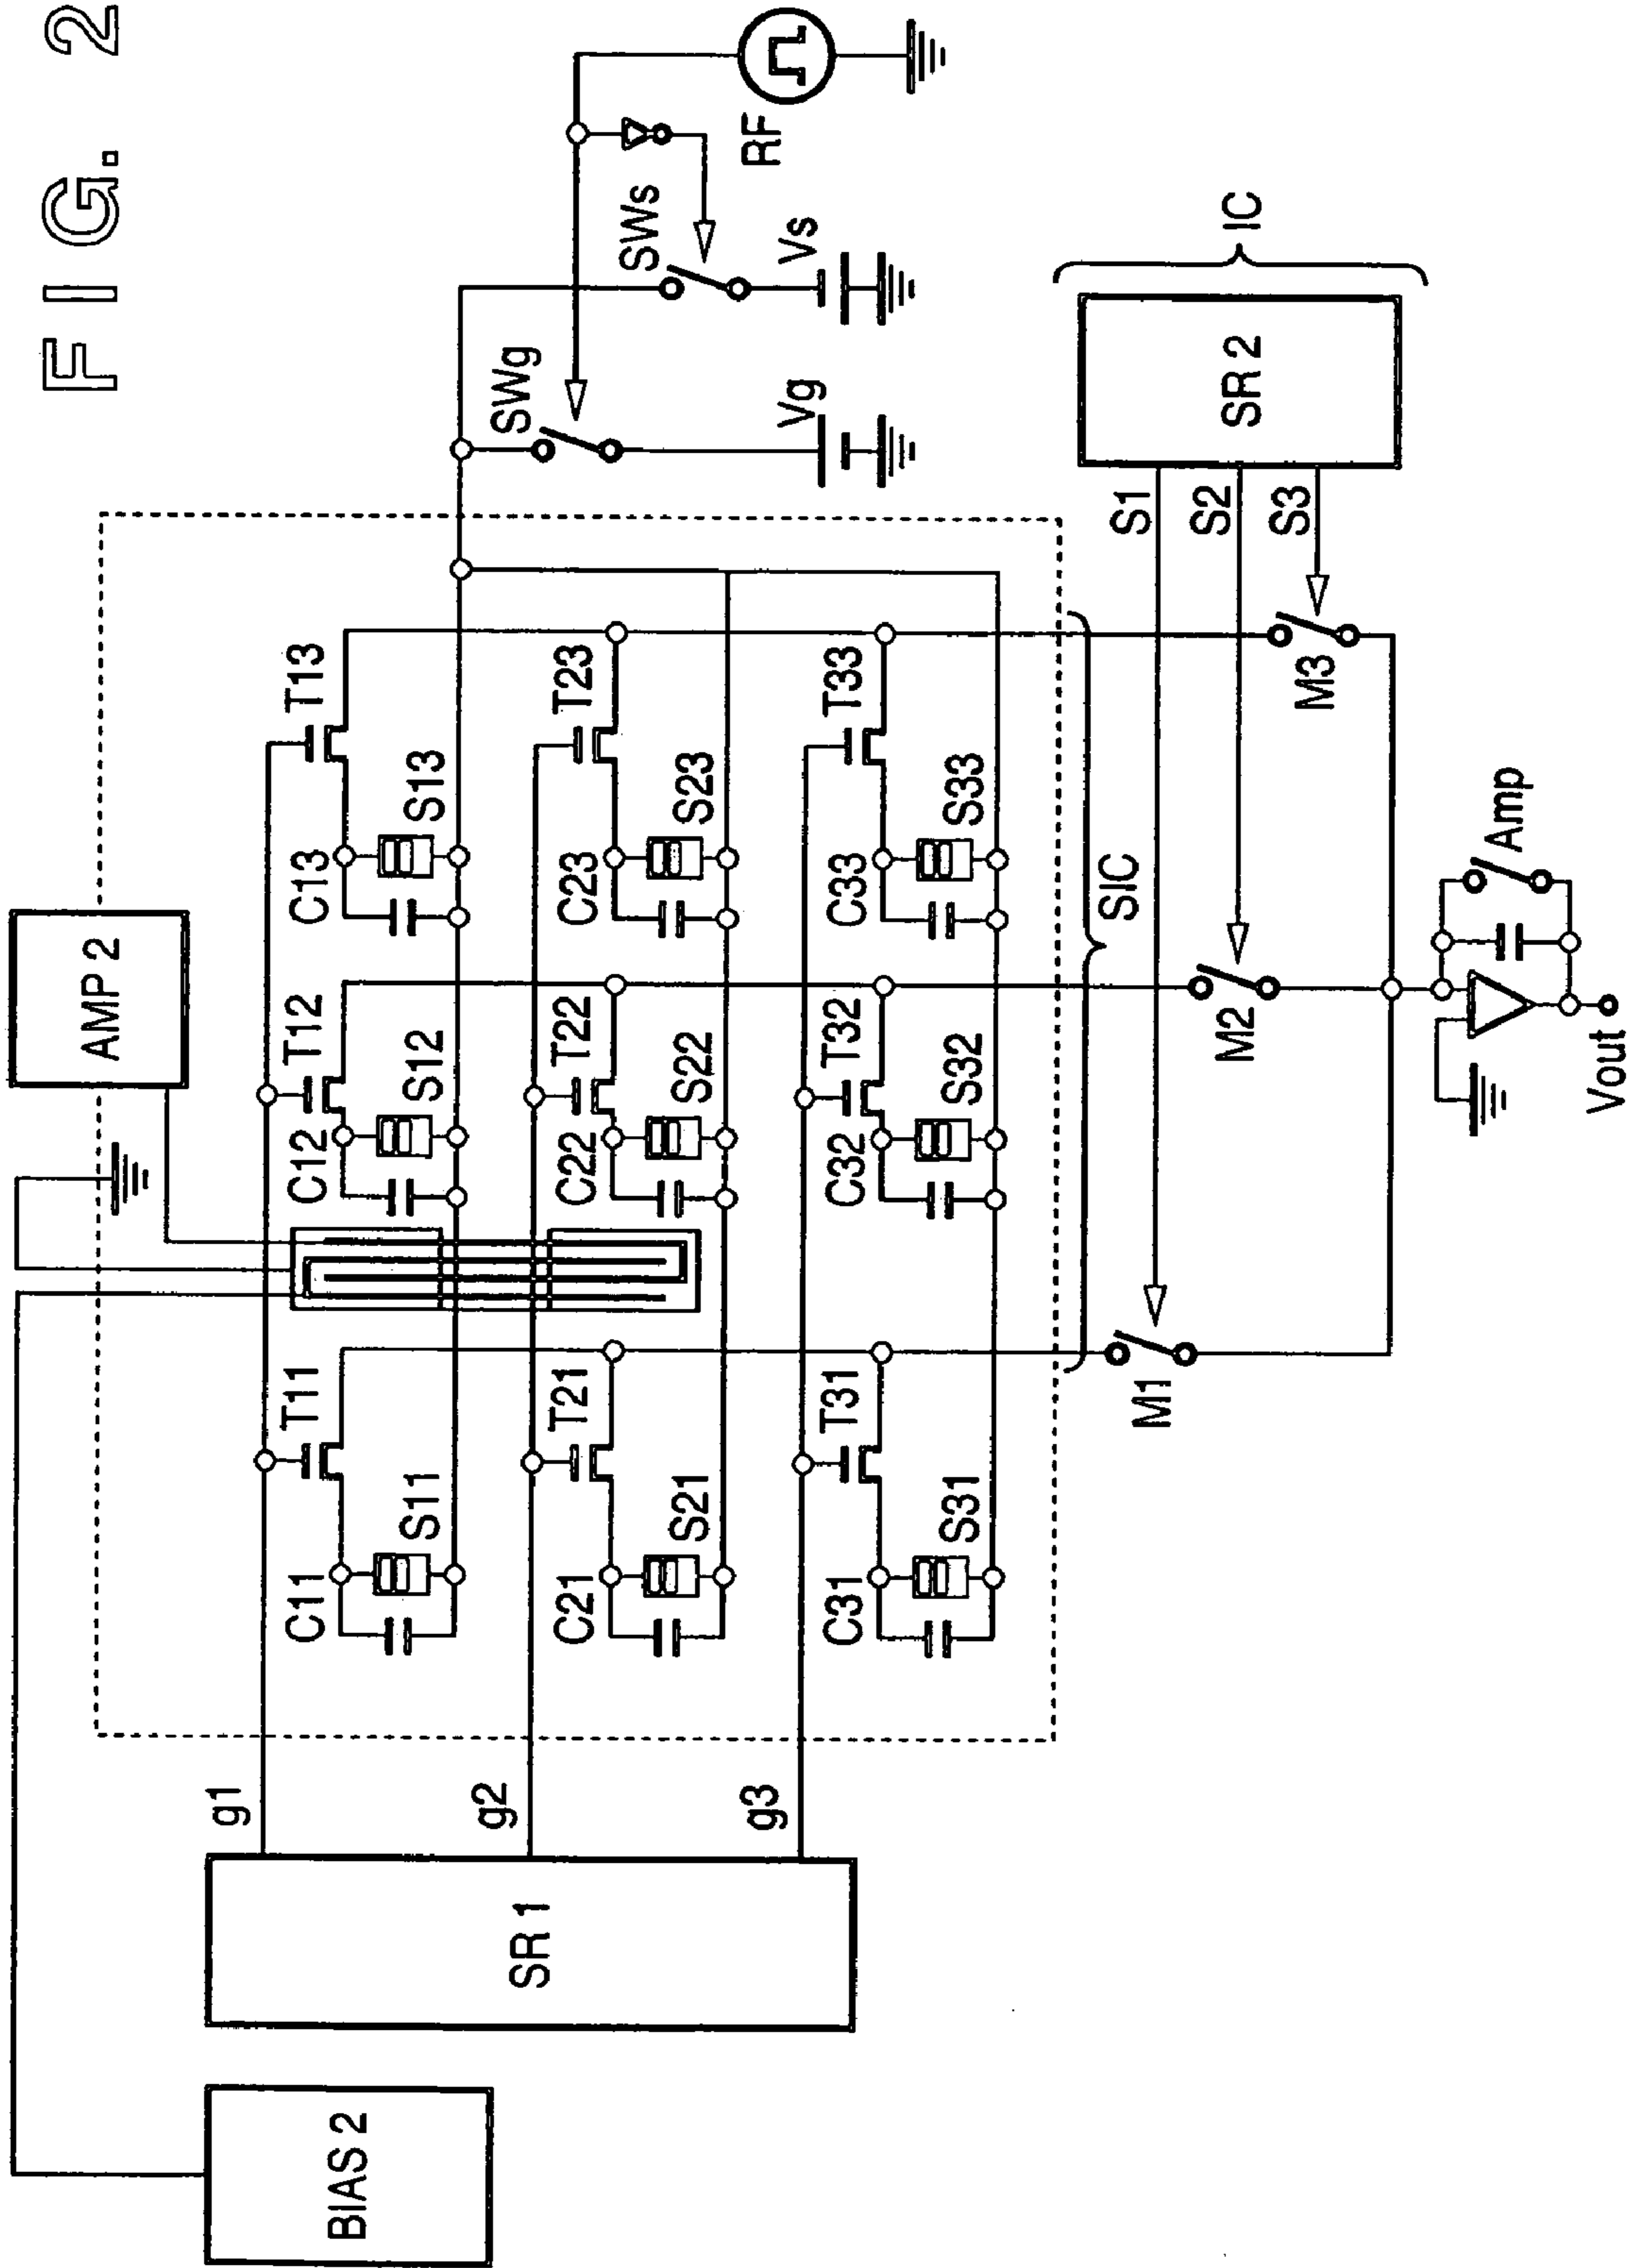 FIG. 2
BIAS 2
AMP 2
SR 1
g1
g2
g3
C11
T11
S11
C12
T12
S12
C13
T13
S13
C21
T21
S21
C22
T22
S22
C23
T23
S23
C31
T31
S31
C32
T32
S32
C33
T33
S33
SWg
SWs
RF
Vg
Vs
SIC
S1
S2
S3
SR 2
IC
M1
M2
M3
Amp
Vout